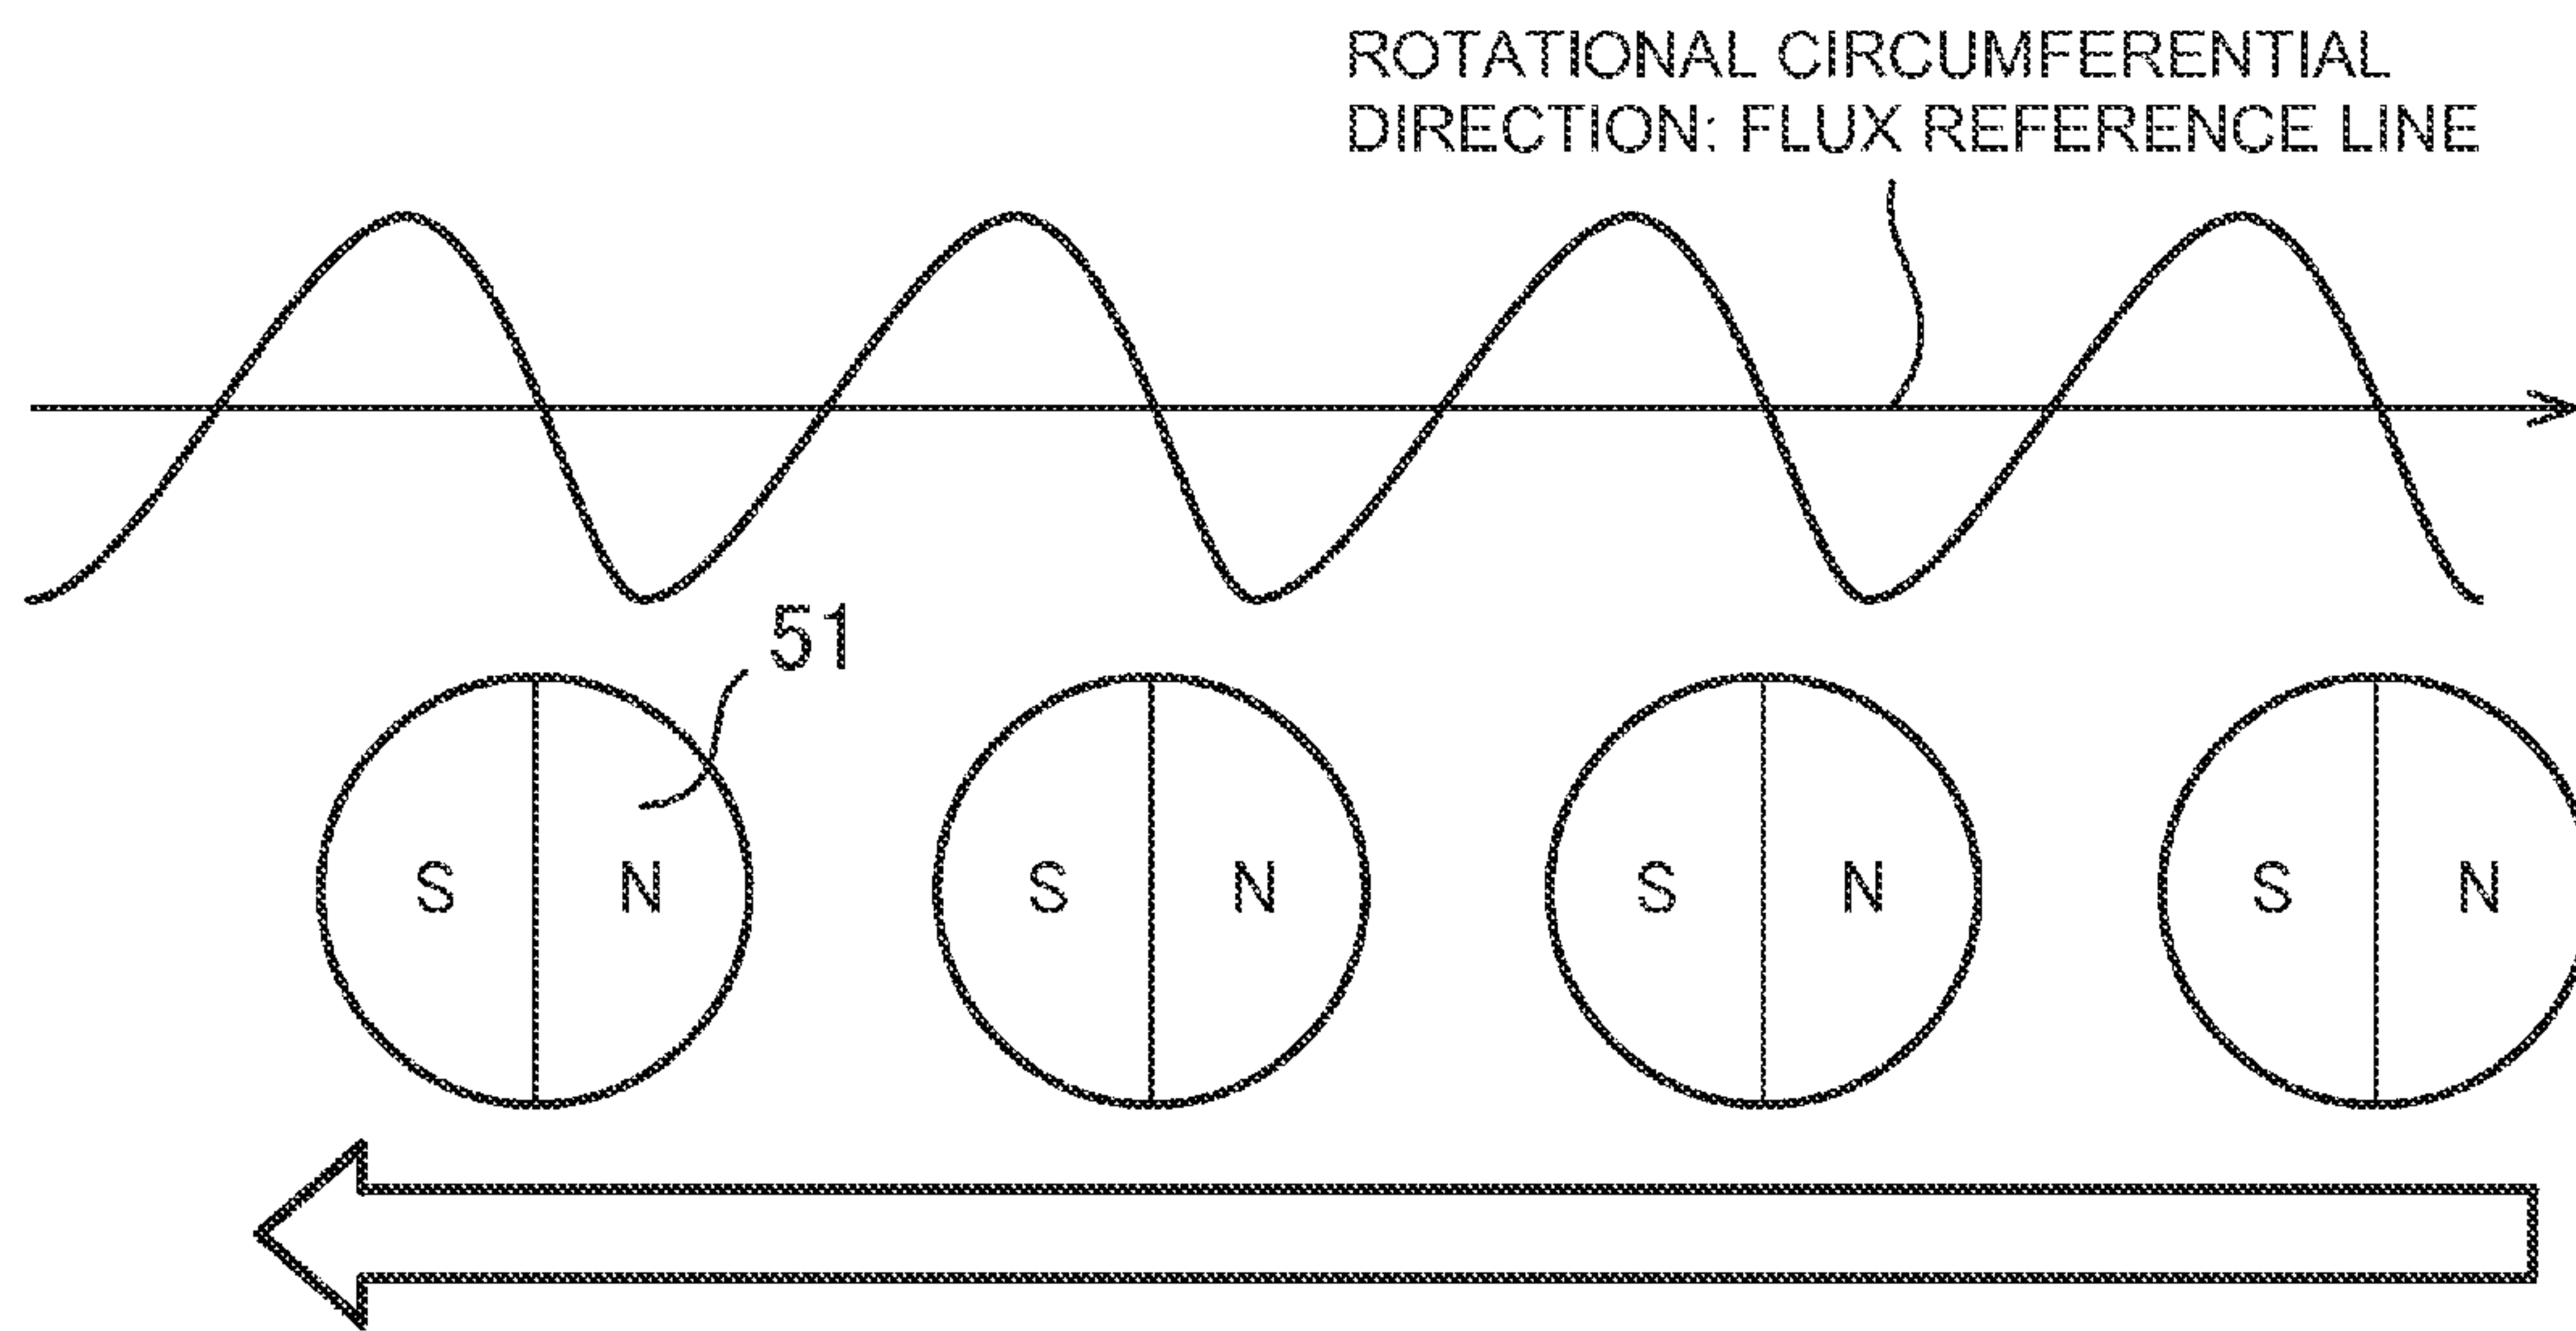 ROTATIONAL CIRCUMFERENTIAL
DIRECTION: FLUX REFERENCE LINE
51
S N S N S N S N